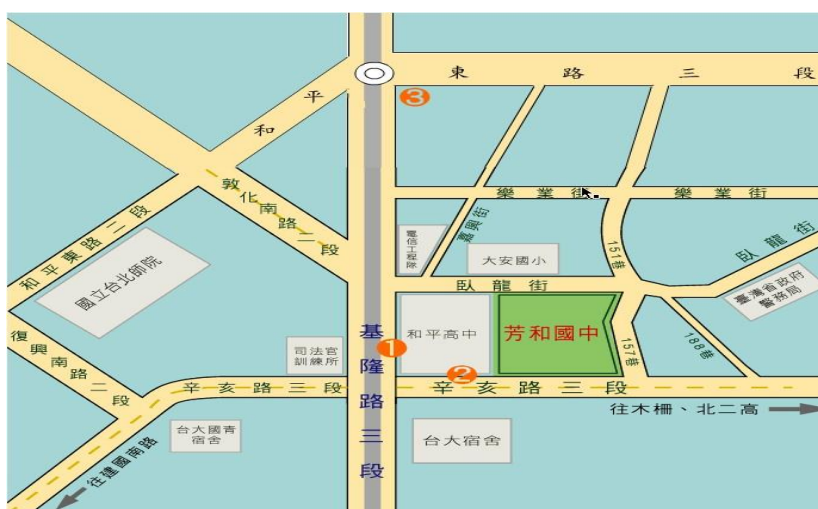 和平東路三段
③
敦化南路二段
樂業街
樂業街
嘉興街
電信工程隊
大安國小
151巷
臥龍街
和平東路二段
國立台北師院
臥龍街
臺灣省政府
警務局
復興南路二段
司法官
訓練所
基隆路三段
①
和平高中
芳和國中
157巷
188巷
②
辛亥路三段
辛亥路三段
往木柵、北二高
台大國青
宿舍
台大宿舍
往建國南路